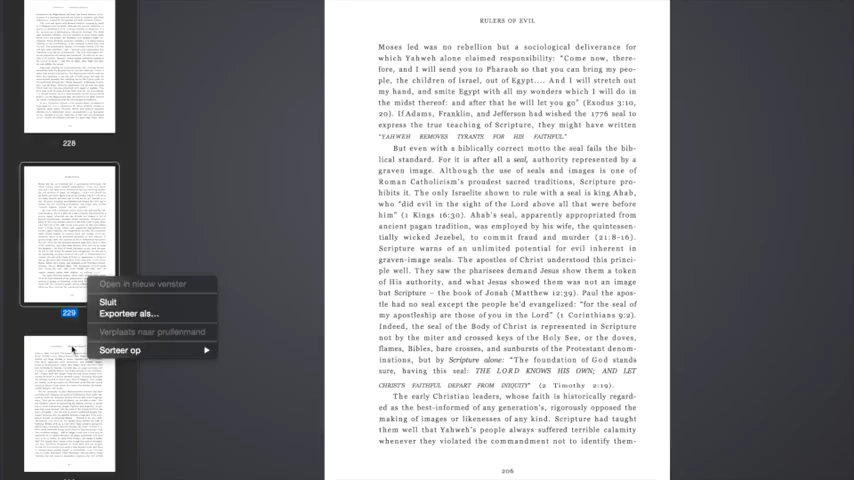 228
229
Open in nieuw venster
Sluit
Exporteer als...
Verplaats naar prullenmand
Sorteer op
RULERS OF EVIL
Moses led was no rebellion but a sociological deliverance for
which Yahweh alone claimed responsibility: “Come now, there-
fore, and I will send you to Pharaoh so that you can bring my peo-
ple, the children of Israel, out of Egypt.... And I will stretch out
my hand, and smite Egypt with all my wonders which I will do in
the midst thereof: and after that he will let you go” (Exodus 3:10,
20). If Adams, Franklin, and Jefferson had wished the 1776 seal to
express the true teaching of Scripture, they might have written
“YAHWEH REMOVES TYRANTS FOR HIS FAITHFUL.”
But even with a biblically correct motto the seal fails the bib-
lical standard. For it is after all a seal, authority represented by a
graven image. Although the use of seals and images is one of
Roman Catholicism’s proudest sacred traditions, Scripture pro-
hibits it. The only Israelite shown to rule with a seal is king Ahab,
who “did evil in the sight of the Lord above all that were before
him” (1 Kings 16:30). Ahab’s seal, apparently appropriated from
ancient pagan tradition, was employed by his wife, the quintessen-
tially wicked Jezebel, to commit fraud and murder (21:8-16).
Scripture warns of an unlimited potential for evil inherent in
graven-image seals. The apostles of Christ understood this princi-
ple well. They saw the pharisees demand Jesus show them a token
of His authority, and what Jesus showed them was not an image
but Scripture – the book of Jonah (Matthew 12:39). Paul the apos-
tle had no seal except the people he’d evangelized: “for the seal of
my apostleship are those of you in the Lord” (1 Corinthians 9:2).
Indeed, the seal of the Body of Christ is represented in Scripture
not by the miter and crossed keys of the Holy See, or the doves,
flames, Bibles, bare crosses, and sunbursts of the Protestant denom-
inations, but by Scripture alone: “The foundation of God stands
sure, having this seal: THE LORD KNOWS HIS OWN; AND LET
CHRIST’S FAITHFUL DEPART FROM INIQUITY” (2 Timothy 2:19).
The early Christian leaders, whose faith is historically regard-
ed as the best-informed of any generation’s, rigorously opposed the
making of images or likenesses of any kind. Scripture had taught
them well that Yahweh’s people always suffered terrible calamity
whenever they violated the commandment not to identify them-
206